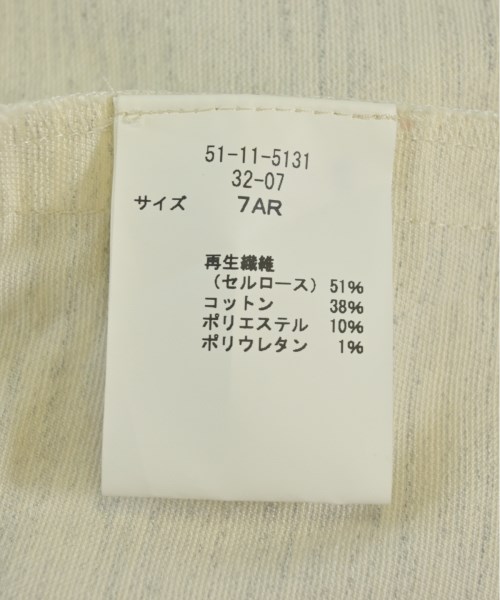 51-11-5131
32-07
サイズ 7AR
再生繊維
（セルロース）51%
コットン 38%
ポリエステル 10%
ポリウレタン 1%